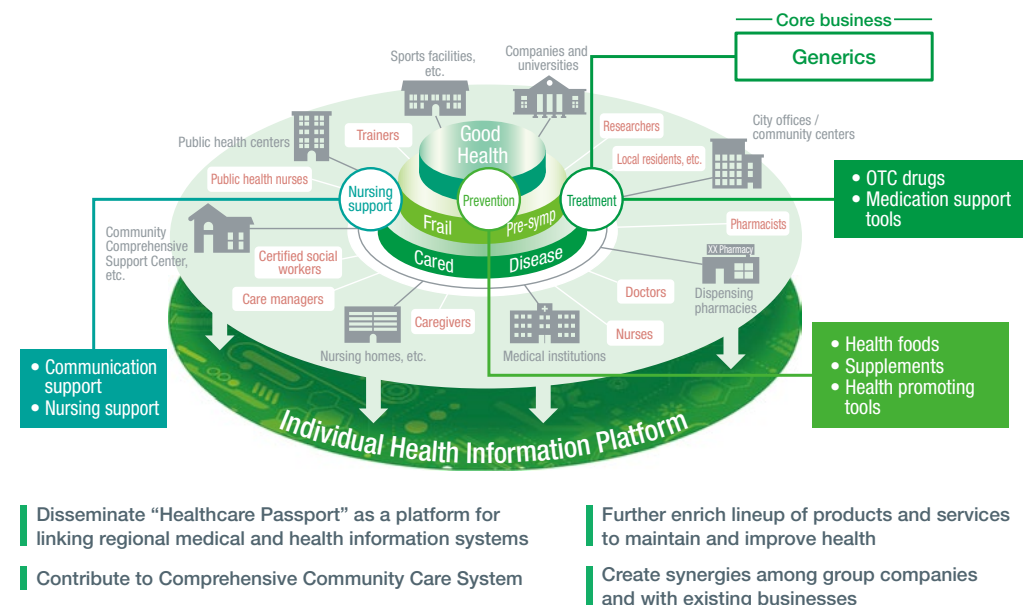 Core business
Generics
Sports facilities,
etc.
Companies and
universities
Public health centers
Trainers
Good
Health
Researchers
City offices /
community centers
Local residents, etc.
Public health nurses
Nursing
support
Prevention
Treatment
• OTC drugs
• Medication support
tools
Frail
Pre-symp
Pharmacists
Community
Comprehensive
Support Center,
etc.
Certified social
workers
Cared
Disease
XX Pharmacy
Care managers
Doctors
Dispensing
pharmacies
Caregivers
Nurses
Nursing homes, etc.
Medical institutions
• Communication
support
• Nursing support
• Health foods
• Supplements
• Health promoting
tools
Individual Health Information Platform
Disseminate “Healthcare Passport” as a platform for
linking regional medical and health information systems
Contribute to Comprehensive Community Care System
Further enrich lineup of products and services
to maintain and improve health
Create synergies among group companies
and with existing businesses